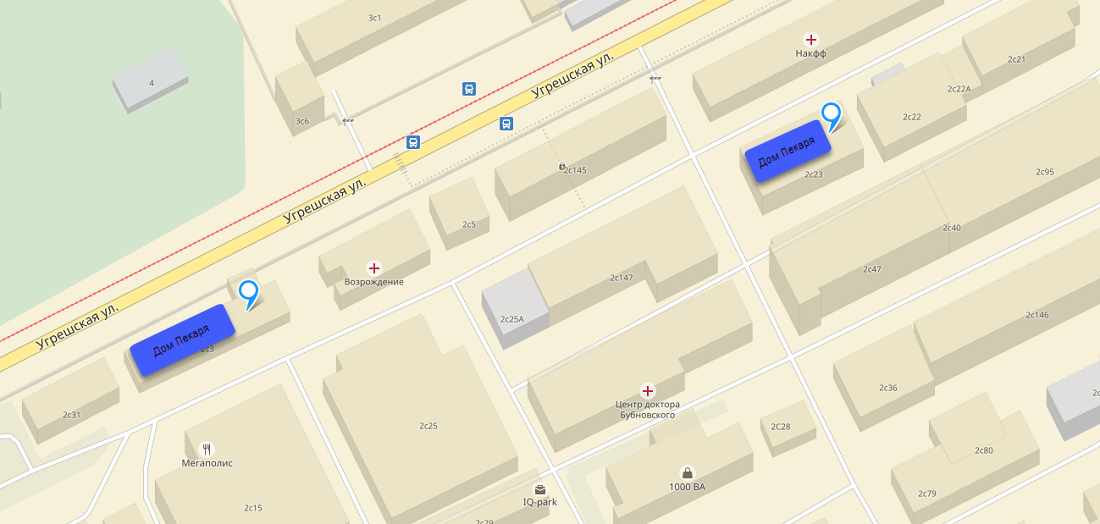 3с1
4
Накфф
2с21
2с22А
Угрешская ул.
3с6
2с22
Дом Пекаря
2с145
2с23
2с95
Угрешская ул.
2с5
2с40
Возрождение
2с147
2с47
2с25А
Угрешская ул.
Дом Пекаря
2с3
2с146
2с36
Центр доктора
Бубновского
2с31
2с25
2С28
Мегаполис
2с80
1000 ВА
IQ-park
2с79
2с15
2с29